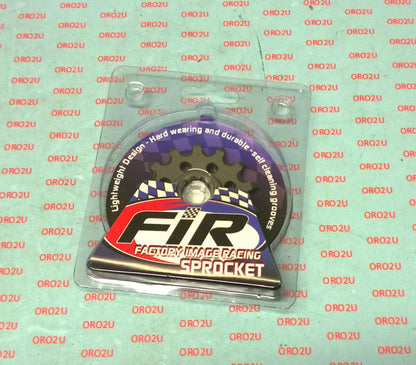 Lightweight Design - Hard wearing and durable - self cleaning grooves
FIR
FACTORY IMAGE RACING
SPROCKET
ORO2U